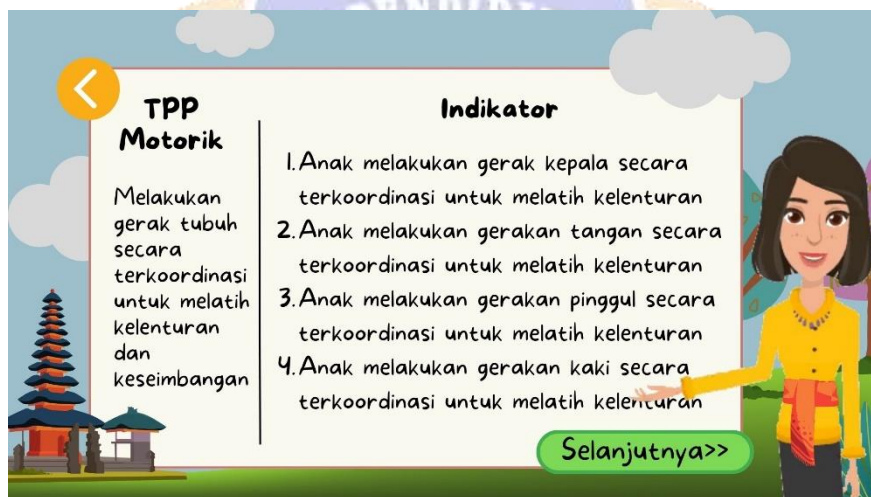 TPP
Motorik
Melakukan
gerak tubuh
secara
terkoordinasi
untuk melatih
kelenturan
dan
keseimbangan
Indikator
1. Anak melakukan gerak kepala secara
terkoordinasi untuk melatih kelenturan
2. Anak melakukan gerakan tangan secara
terkoordinasi untuk melatih kelenturan
3. Anak melakukan gerakan pinggul secara
terkoordinasi untuk melatih kelenturan
4. Anak melakukan gerakan kaki secara
terkoordinasi untuk melatih kelenturan
Selanjutnya>>